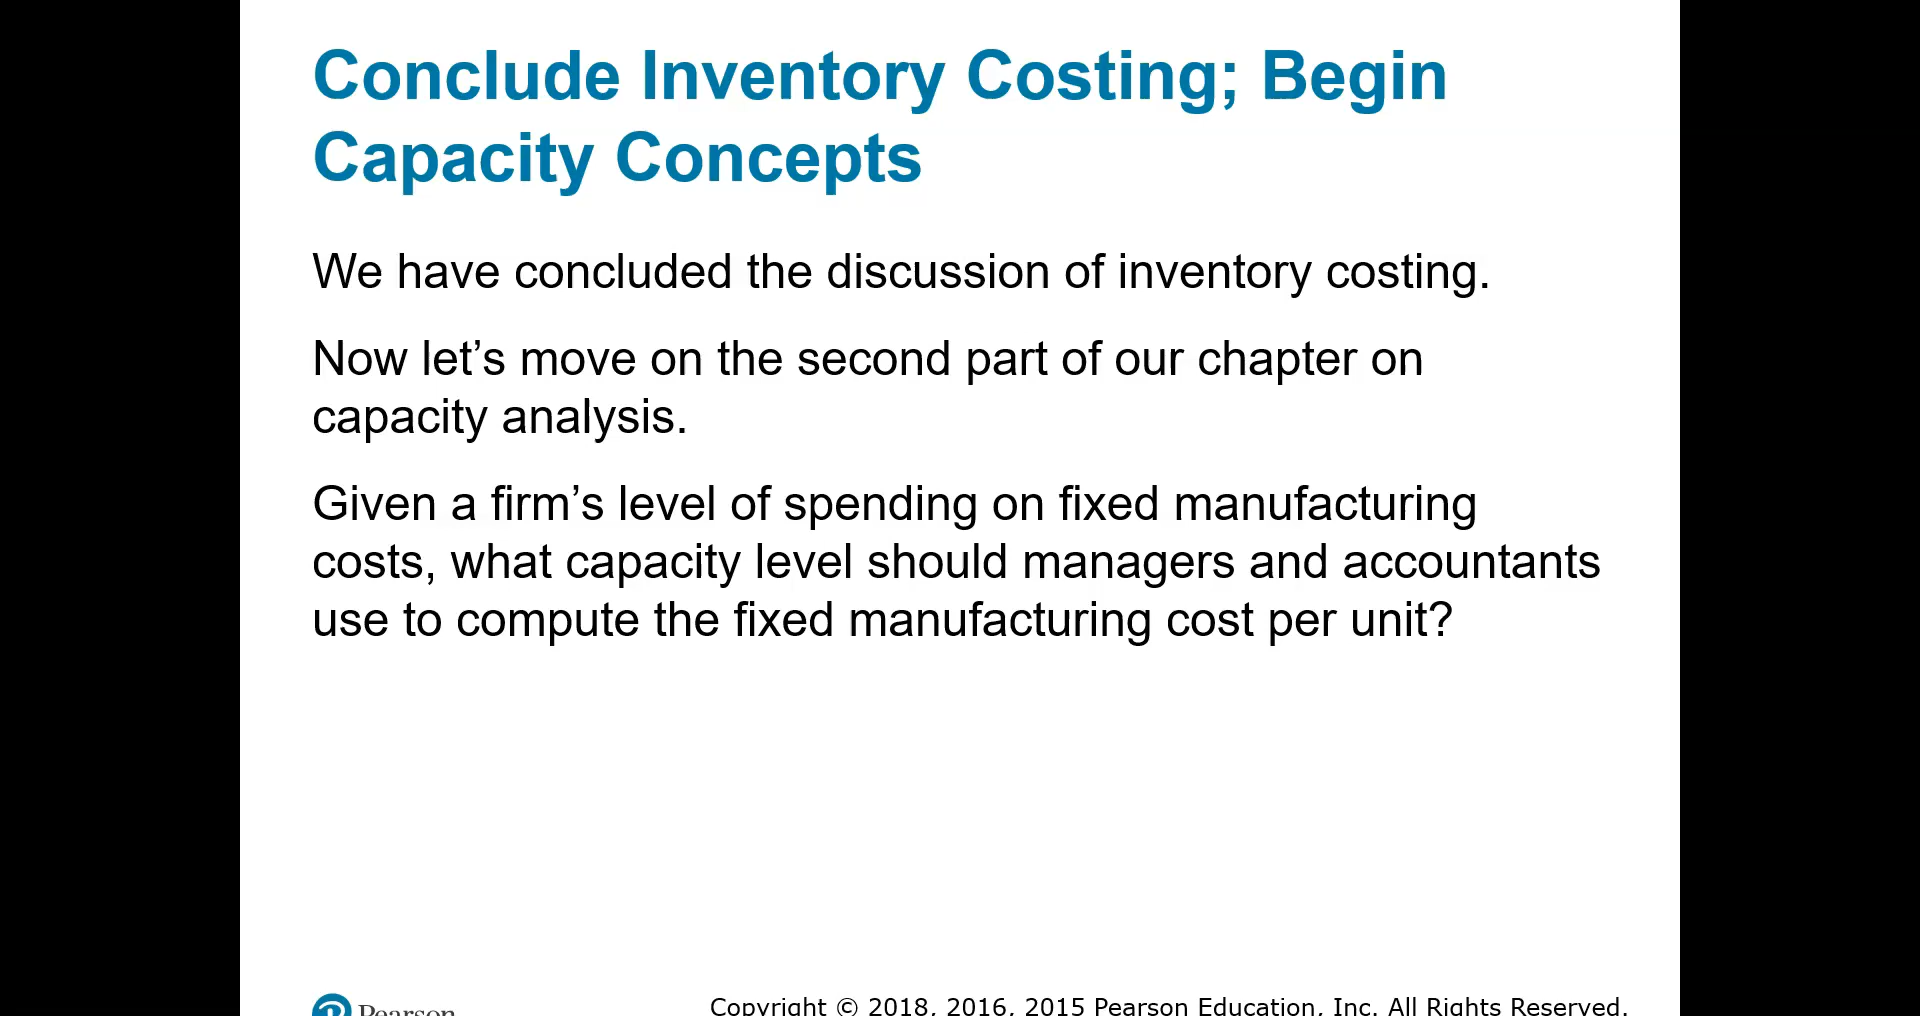 Conclude Inventory Costing; Begin
Capacity Concepts
We have concluded the discussion of inventory costing.
Now let’s move on the second part of our chapter on
capacity analysis.
Given a firm’s level of spending on fixed manufacturing
costs, what capacity level should managers and accountants
use to compute the fixed manufacturing cost per unit?
Pearson
Copyright © 2018, 2016, 2015 Pearson Education, Inc. All Rights Reserved.